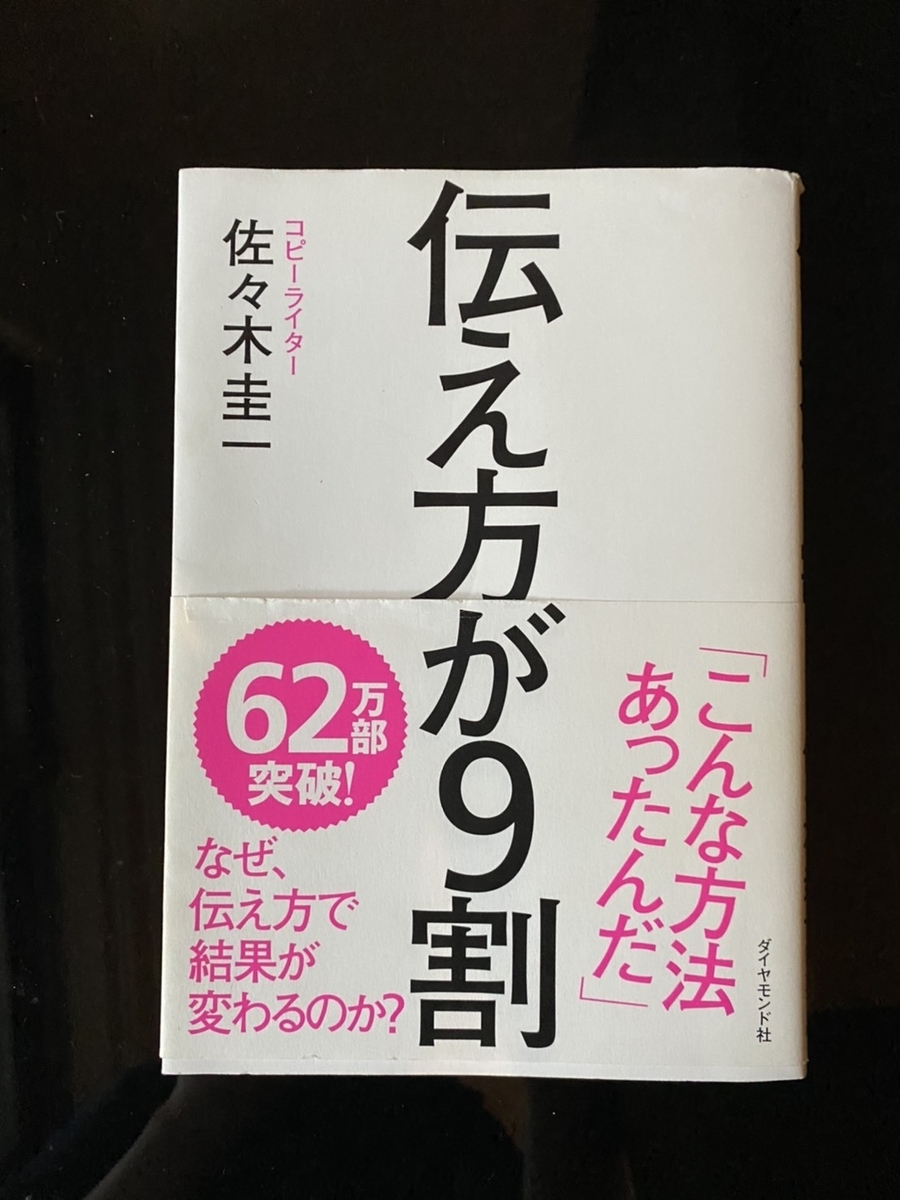 伝え方が9割
コピーライター
佐々木圭一
「こんな方法
あったんだ」
62万部
突破!
なぜ、
伝え方で
結果が
変わるのか?
ダイヤモンド社